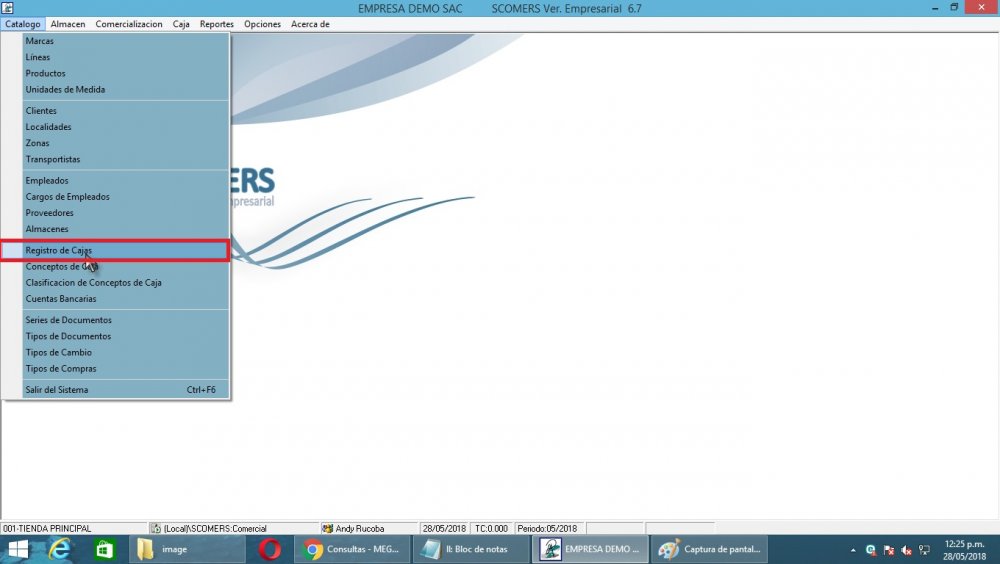 EMPRESA DEMO SAC SCOMERS Ver. Empresarial 6.7
Catalogo Almacen Comercializacion Caja Reportes Opciones Acerca de
Marcas
Líneas
Productos
Unidades de Medida
Clientes
Localidades
Zonas
Transportistas
Empleados
Cargos de Empleados
Proveedores
Almacenes
Registro de Cajas
Conceptos de
Clasificacion de Conceptos de Caja
Cuentas Bancarias
Series de Documentos
Tipos de Documentos
Tipos de Cambio
Tipos de Compras
Salir del Sistema Ctrl+F6
ERS
presarial
001-TIENDA PRINCIPAL (Local)\SCOMERS:Comercial Andy Rucoba 28/05/2018 TC:0.000 Periodo:05/2018
image Consultas - MEG... ll: Bloc de notas EMPRESA DEMO ... Captura de pantal... 12:25 p.m.
28/05/2018